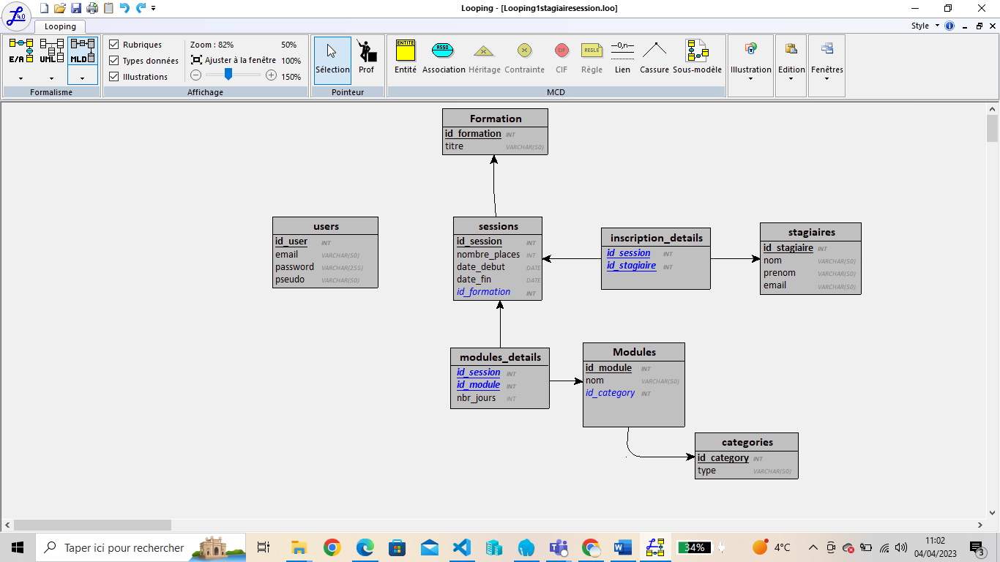 Looping - [Looping1stagiairesession.loo]
4.0
Looping
Style
E/A UML MLD
Formalisme
Rubriques
Types données
Illustrations
Zoom : 82% 50%
Ajuster à la fenêtre 100%
150%
Affichage
Sélection Prof
Pointeur
ENTITE ASSO CIF REGLE —0,n—
Entité Association Héritage Contrainte CIF Règle Lien Cassure Sous-modèle
MCD
Illustration
Edition
Fenêtres
Formation
id_formation INT
titre VARCHAR(50)
users
id_user INT
email VARCHAR(50)
password VARCHAR(255)
pseudo VARCHAR(50)
sessions
id_session INT
nombre_places INT
date_debut DATE
date_fin DATE
id_formation INT
inscription_details
id_session INT
id_stagiaire INT
stagiaires
id_stagiaire INT
nom VARCHAR(50)
prenom VARCHAR(50)
email VARCHAR(50)
modules_details
id_session INT
id_module INT
nbr_jours INT
Modules
id_module INT
nom VARCHAR(50)
id_category INT
categories
id_category INT
type VARCHAR(50)
Taper ici pour rechercher
34%
4°C
11:02
04/04/2023
3